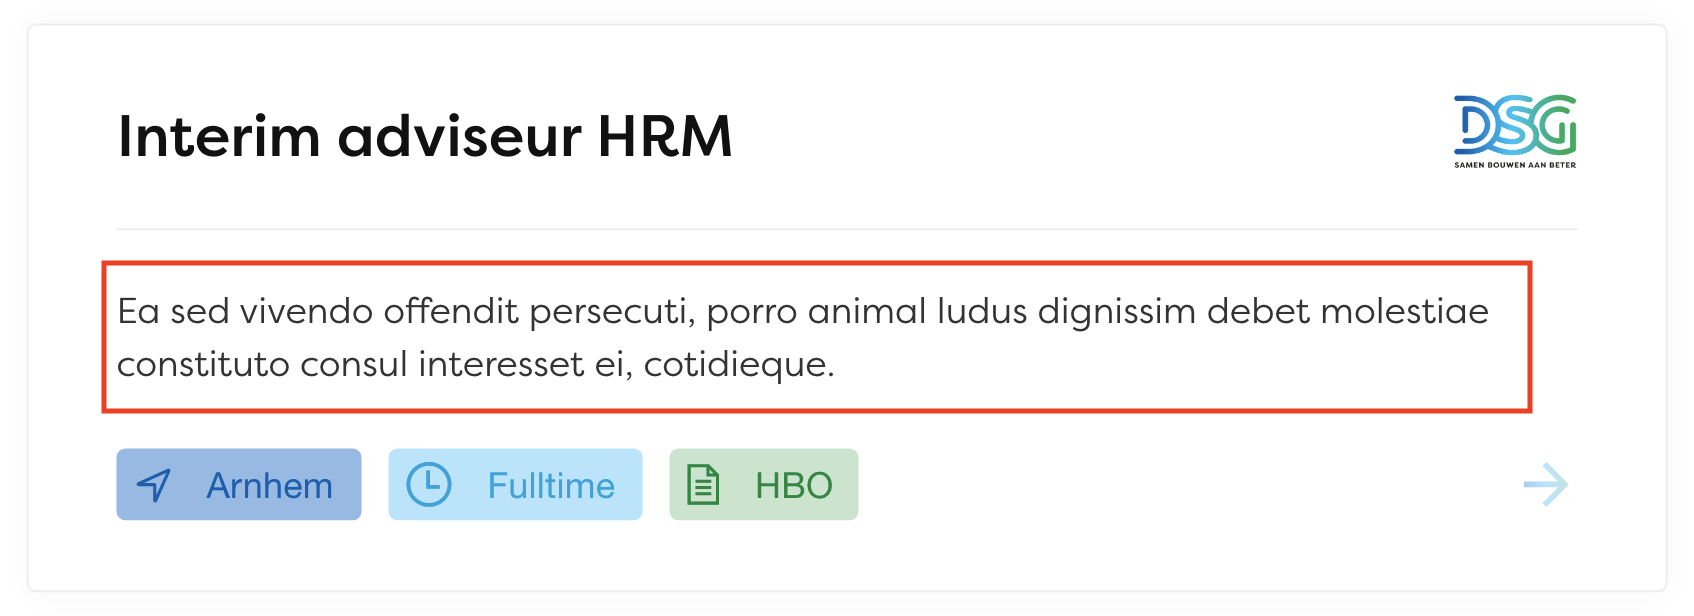 Interim adviseur HRM
DSG
SAMEN BOUWEN AAN BETER
Ea sed vivendo offendit persecuti, porro animal ludus dignissim debet molestiae
constituto consul interesset ei, cotidieque.
Arnhem
Fulltime
HBO